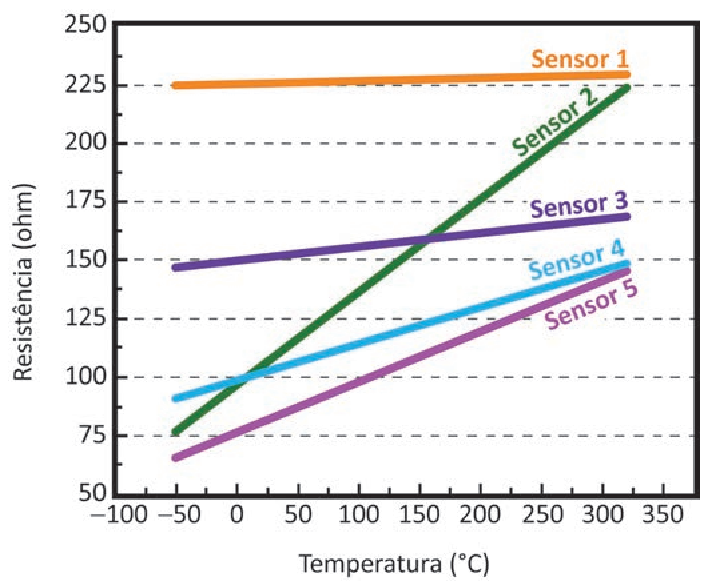 250
225
200
175
150
125
100
75
50
Resistência (ohm)
Sensor 1
Sensor 2
Sensor 3
Sensor 4
Sensor 5
–100 –50 0 50 100 150 200 250 300 350
Temperatura (°C)